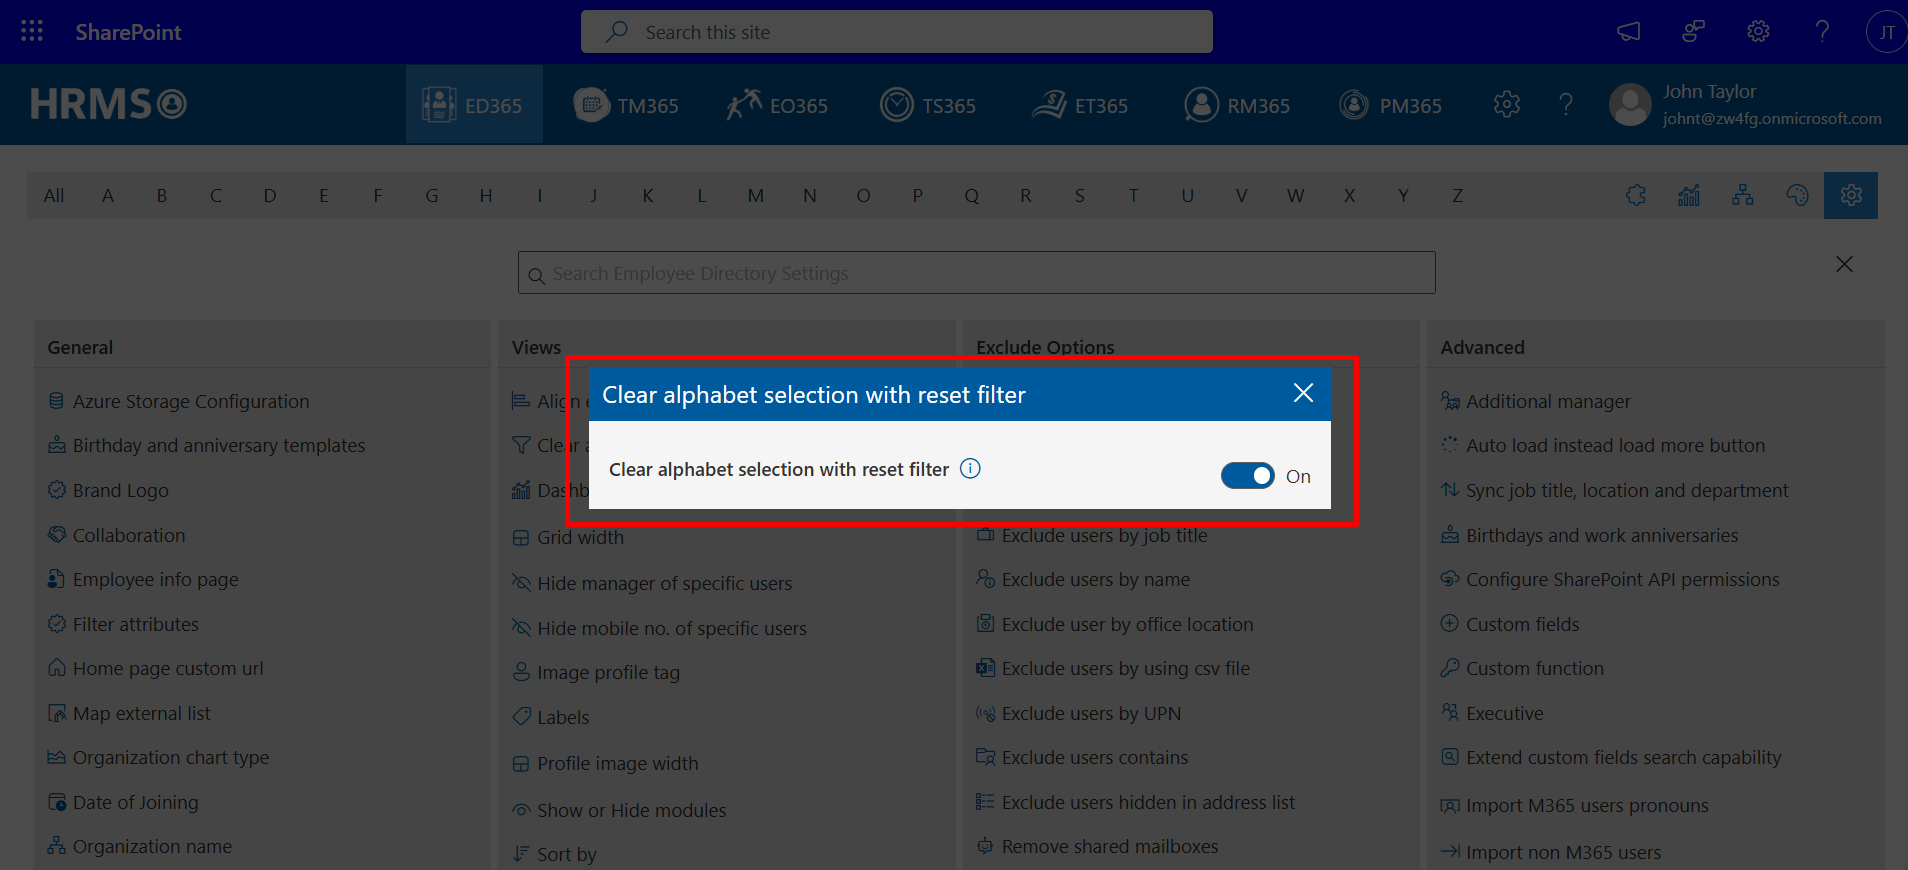 SharePoint
Search this site
JT
HRMS
ED365
TM365
EO365
TS365
ET365
RM365
PM365
John Taylor
johnt@zw4fg.onmicrosoft.com
All A B C D E F G H I J K L M N O P Q R S T U V W X Y Z
Search Employee Directory Settings
General
Azure Storage Configuration
Birthday and anniversary templates
Brand Logo
Collaboration
Employee info page
Filter attributes
Home page custom url
Map external list
Organization chart type
Date of Joining
Organization name
Views
Align
Clear
Dashb
Grid width
Hide manager of specific users
Hide mobile no. of specific users
Image profile tag
Labels
Profile image width
Show or Hide modules
Sort by
Exclude Options
Clear alphabet selection with reset filter
Clear alphabet selection with reset filter
On
Exclude users by job title
Exclude users by name
Exclude user by office location
Exclude users by using csv file
Exclude users by UPN
Exclude users contains
Exclude users hidden in address list
Remove shared mailboxes
Advanced
Additional manager
Auto load instead load more button
Sync job title, location and department
Birthdays and work anniversaries
Configure SharePoint API permissions
Custom fields
Custom function
Executive
Extend custom fields search capability
Import M365 users pronouns
Import non M365 users